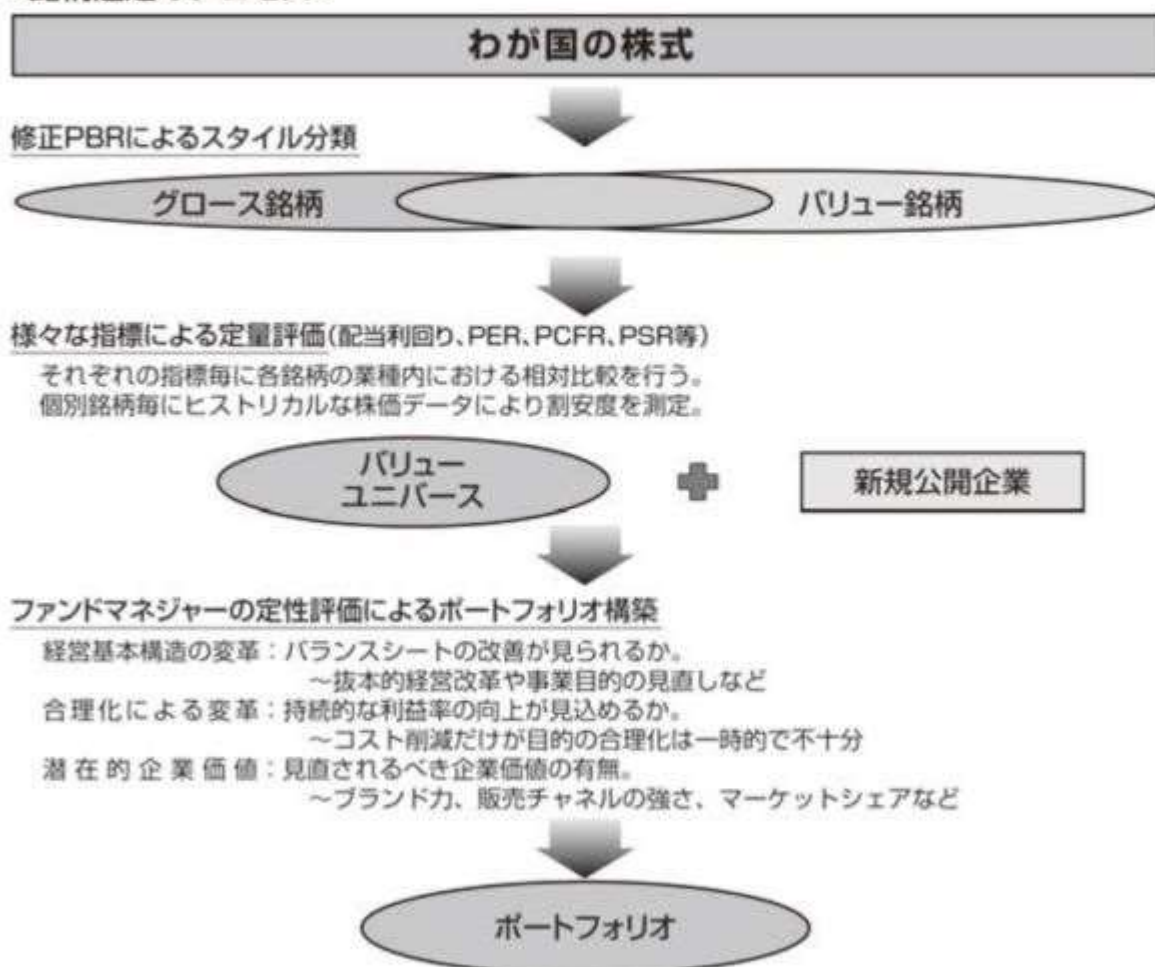 わが国の株式
修正PBRによるスタイル分類
グロース銘柄
バリュー銘柄
様々な指標による定量評価(配当利回り、PER、PCFR、PSR等)
それぞれの指標毎に各銘柄の業種内における相対比較を行う。
個別銘柄毎にヒストリカルな株価データにより割安度を測定。
バリュー
ユニバース
新規公開企業
ファンドマネジャーの定性評価によるポートフォリオ構築
経営基本構造の変革：バランスシートの改善が見られるか。
～抜本的経営改革や事業目的の見直しなど
合理化による変革：持続的な利益率の向上が見込めるか。
～コスト削減だけが目的の合理化は一時的で不十分
潜在的企業価値：見直されるべき企業価値の有無。
～ブランド力、販売チャネルの強さ、マーケットシェアなど
ポートフォリオ